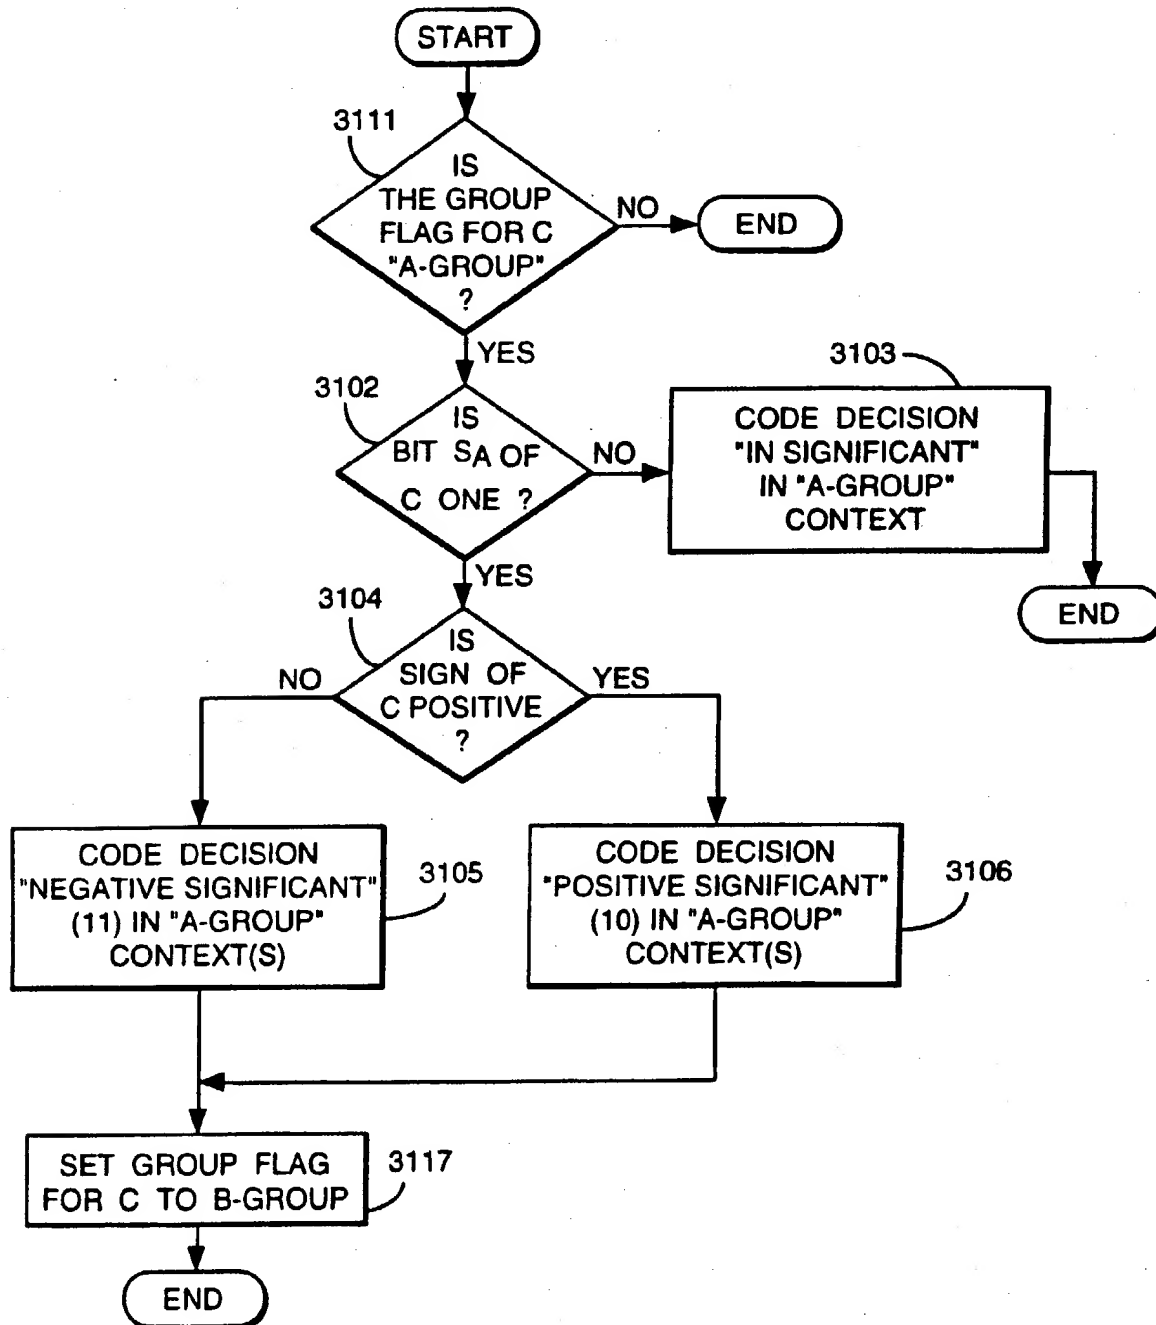 START
3111
IS
THE GROUP
FLAG FOR C
"A-GROUP"
?
NO
END
YES
3102
IS
BIT SA OF
C ONE ?
NO
3103
CODE DECISION
"IN SIGNIFICANT"
IN "A-GROUP"
CONTEXT
END
YES
3104
IS
SIGN OF
C POSITIVE
?
NO
YES
CODE DECISION
"NEGATIVE SIGNIFICANT"
(11) IN "A-GROUP"
CONTEXT(S)
3105
CODE DECISION
"POSITIVE SIGNIFICANT"
(10) IN "A-GROUP"
CONTEXT(S)
3106
SET GROUP FLAG
FOR C TO B-GROUP
3117
END